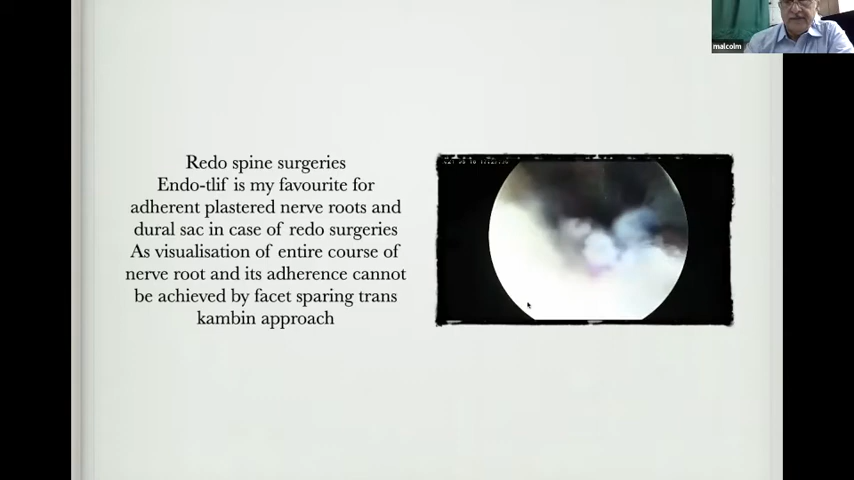 malcolm
Redo spine surgeries
Endo-tlif is my favourite for
adherent plastered nerve roots and
dural sac in case of redo surgeries
As visualisation of entire course of
nerve root and its adherence cannot
be achieved by facet sparing trans
kambin approach